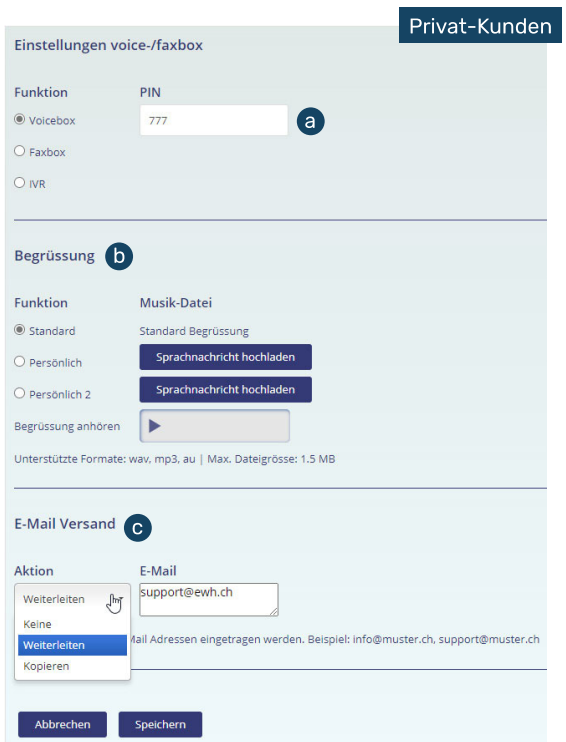 Privat-Kunden
Einstellungen voice-/faxbox
Funktion PIN
Voicebox 777 a
Faxbox
IVR
Begrüssung b
Funktion Musik-Datei
Standard Standard Begrüssung
Persönlich Sprachnachricht hochladen
Persönlich 2 Sprachnachricht hochladen
Begrüssung anhören
Unterstützte Formate: wav, mp3, au | Max. Dateigrösse: 1.5 MB
E-Mail Versand c
Aktion E-Mail
Weiterleiten support@ewh.ch
Keine
Weiterleiten Mail Adressen eingetragen werden. Beispiel: info@muster.ch, support@muster.ch
Kopieren
Abbrechen Speichern